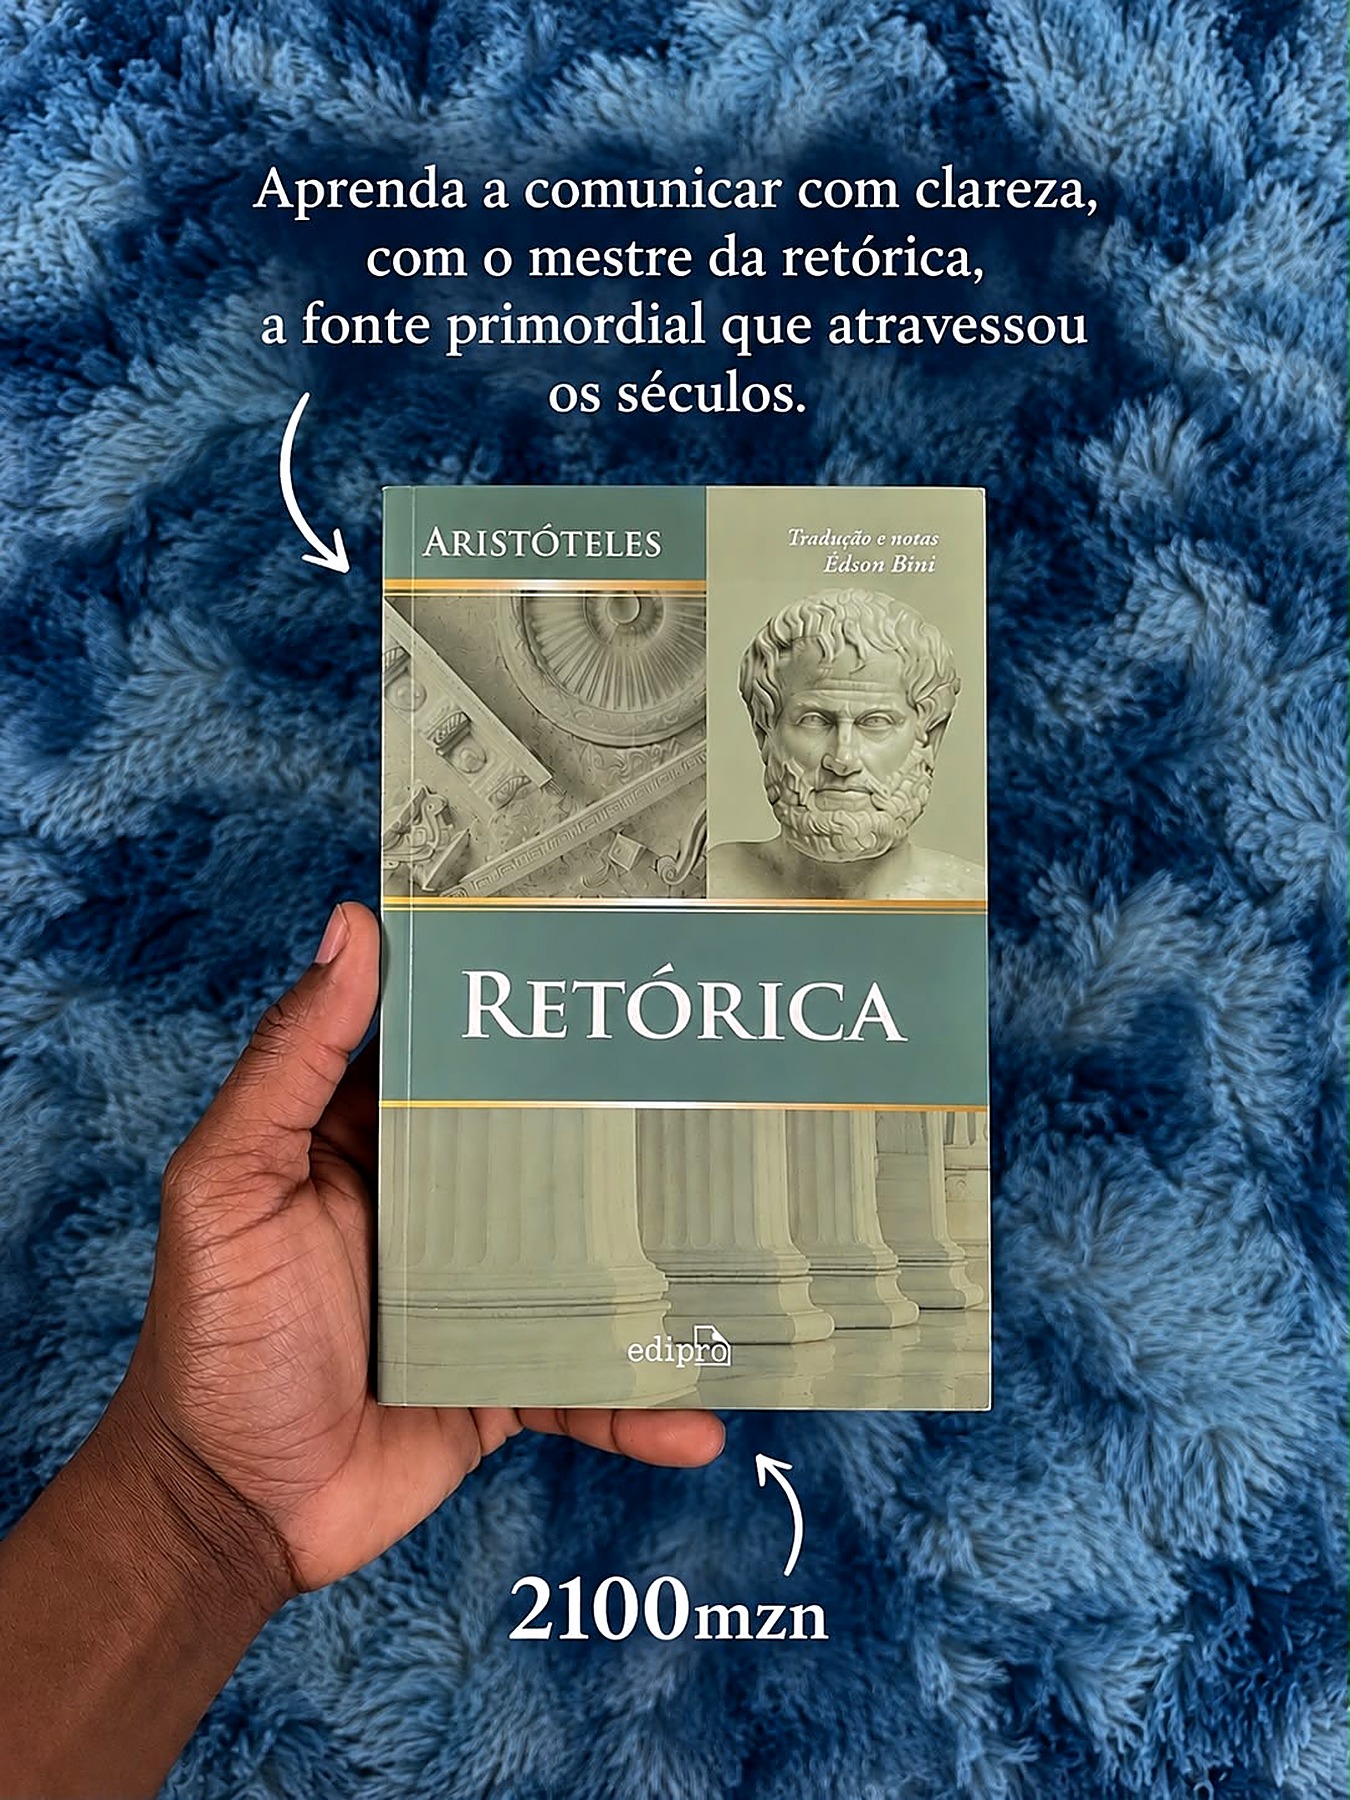 Aprenda a comunicar com clareza,
com o mestre da retórica,
a fonte primordial que atravessou
os séculos.
ARISTÓTELES
Tradução e notas
Édson Bini
RETÓRICA
edipro
2100mzn